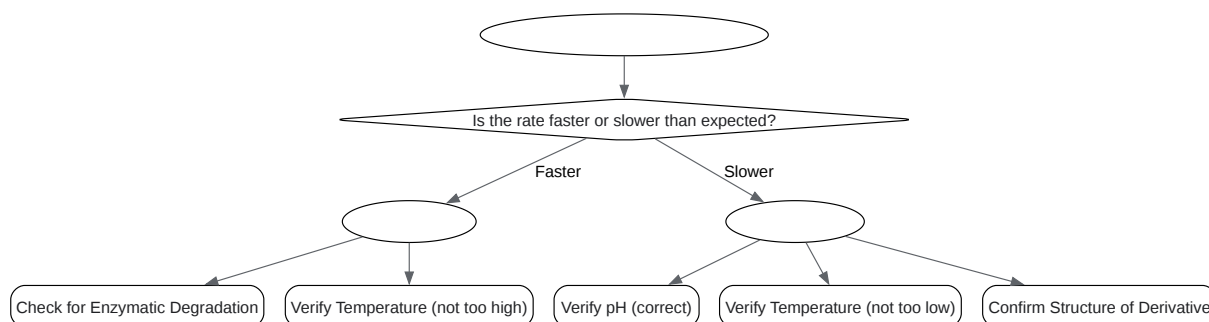 Is the rate faster or slower than expected?
Faster
Slower
Check for Enzymatic Degradation
Verify Temperature (not too high)
Verify pH (correct)
Verify Temperature (not too low)
Confirm Structure of Derivative